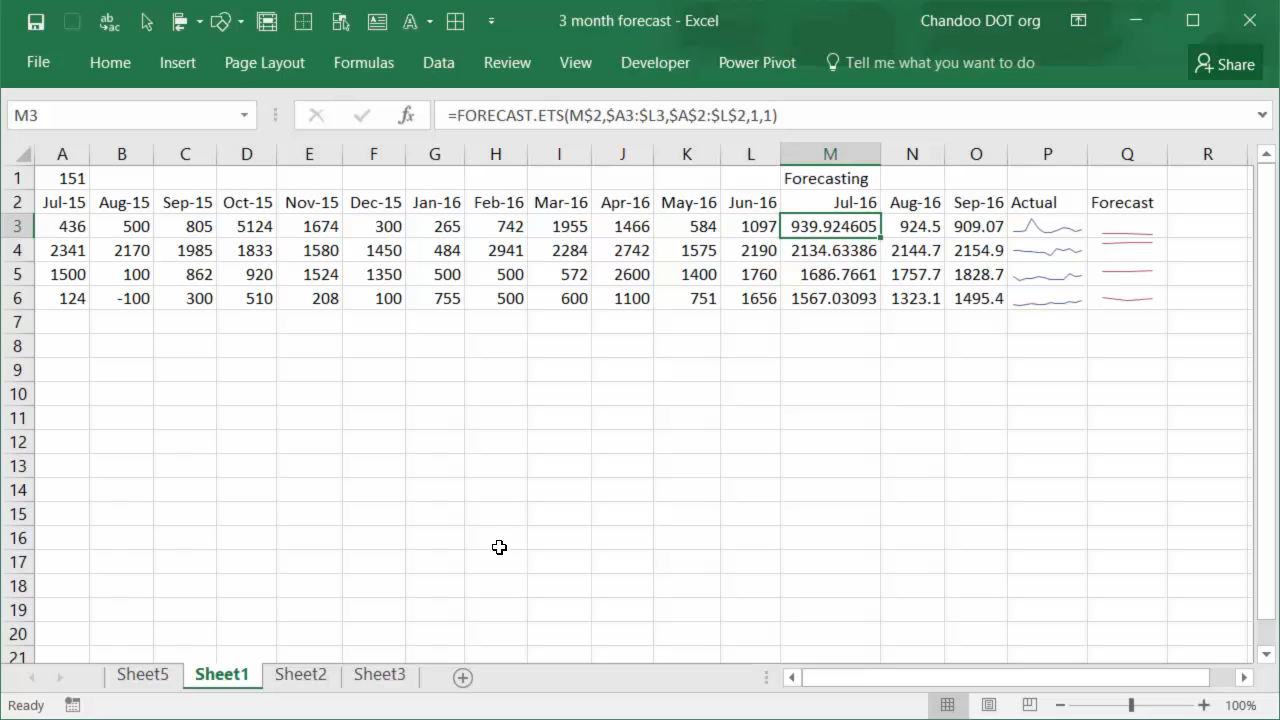 3 month forecast - Excel
Chandoo DOT org
File Home Insert Page Layout Formulas Data Review View Developer Power Pivot Tell me what you want to do Share
M3 fx =FORECAST.ETS(M$2,$A3:$L3,$A$2:$L$2,1,1)
A B C D E F G H I J K L M N O P Q R
1 151 Forecasting
2 Jul-15 Aug-15 Sep-15 Oct-15 Nov-15 Dec-15 Jan-16 Feb-16 Mar-16 Apr-16 May-16 Jun-16 Jul-16 Aug-16 Sep-16 Actual Forecast
3 436 500 805 5124 1674 300 265 742 1955 1466 584 1097 939.924605 924.5 909.07
4 2341 2170 1985 1833 1580 1450 484 2941 2284 2742 1575 2190 2134.63386 2144.7 2154.9
5 1500 100 862 920 1524 1350 500 500 572 2600 1400 1760 1686.7661 1757.7 1828.7
6 124 -100 300 510 208 100 755 500 600 1100 751 1656 1567.03093 1323.1 1495.4
7
8
9
10
11
12
13
14
15
16
17
18
19
20
21
Sheet5 Sheet1 Sheet2 Sheet3
Ready 100%